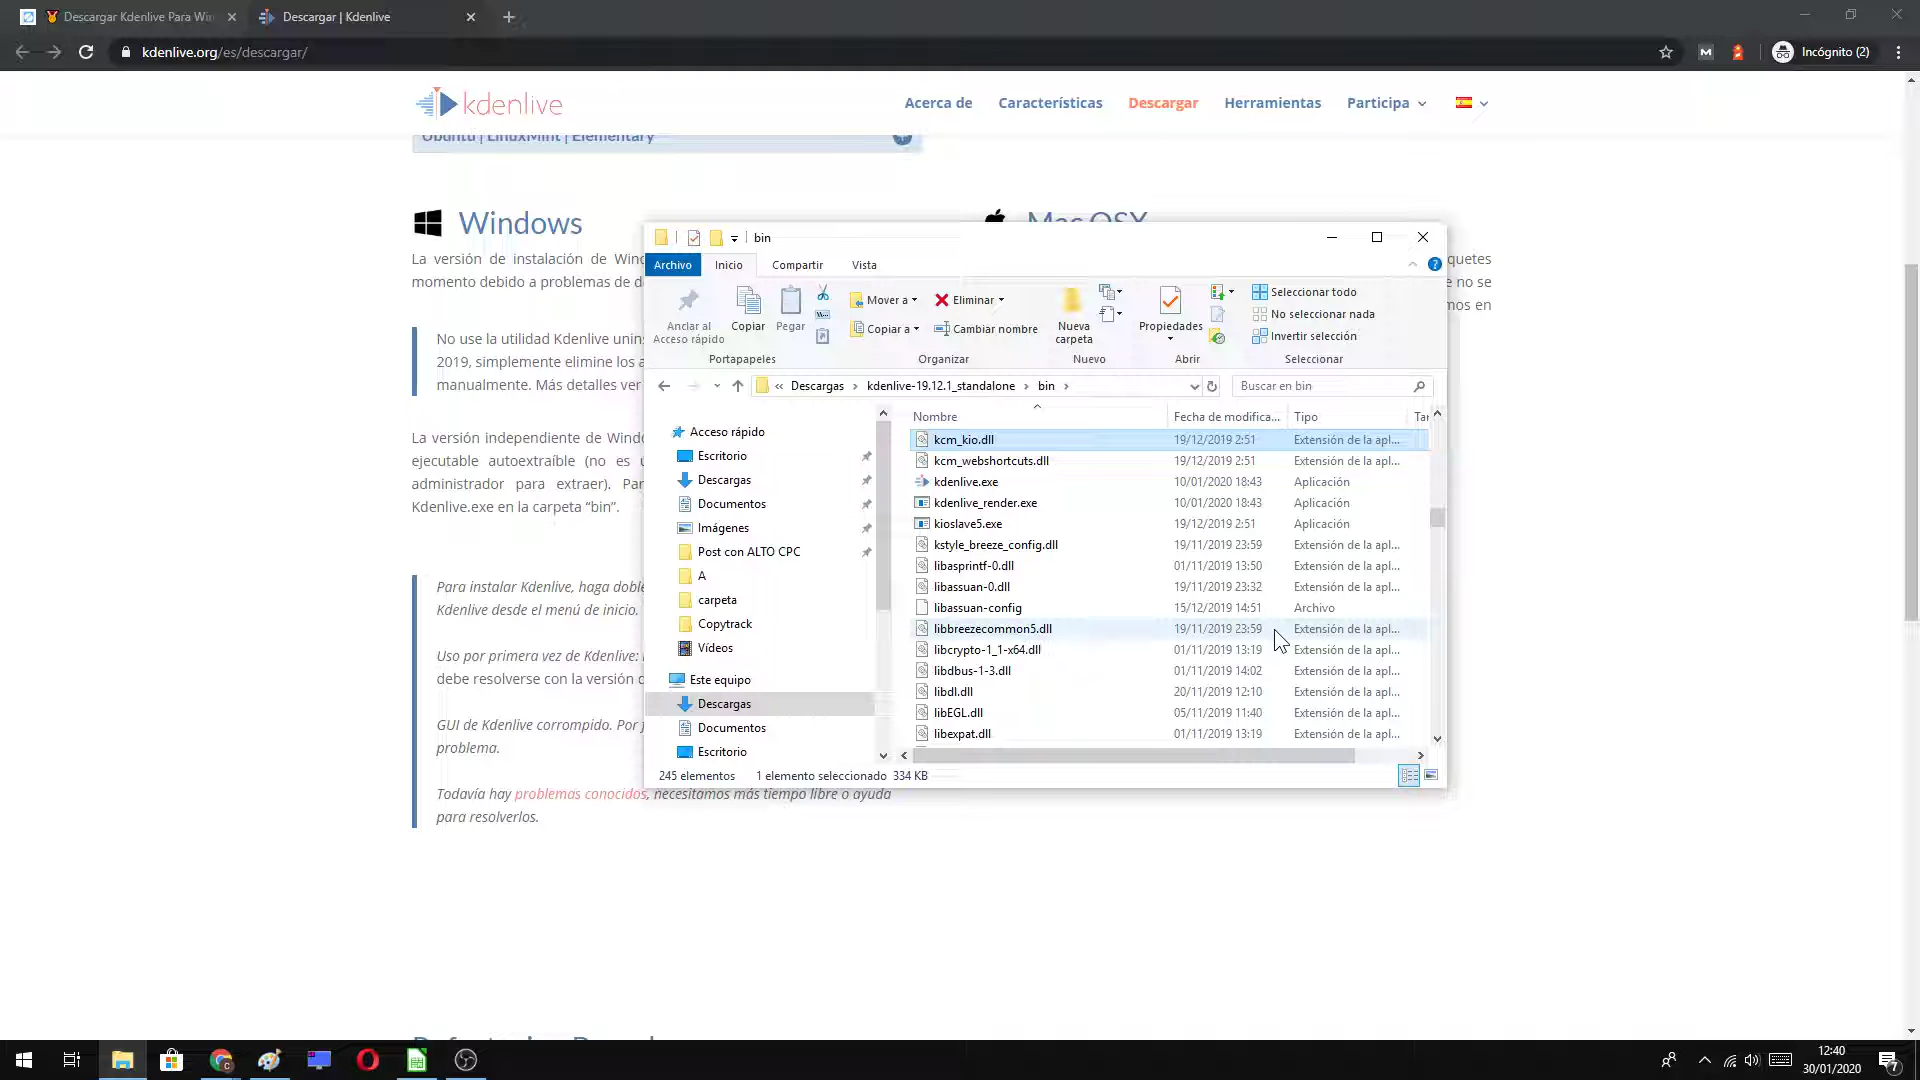 Descargar Kdenlive Para Win
Descargar | Kdenlive
kdenlive.org/es/descargar/
Incógnito (2)
kdenlive
Acerca de
Características
Descargar
Herramientas
Participa
Ubuntu | LinuxMint | Elementary
Windows
Mac OSX
La versión de instalación de Wind
momento debido a problemas de d
quetes
no se
mos en
No use la utilidad Kdenlive unins
2019, simplemente elimine los a
manualmente. Más detalles ver
La versión independiente de Windo
ejecutable autoextraíble (no es u
administrador para extraer). Par
Kdenlive.exe en la carpeta “bin”.
Para instalar Kdenlive, haga doble
Kdenlive desde el menú de inicio.
Uso por primera vez de Kdenlive:
debe resolverse con la versión d
GUI de Kdenlive corrompido. Por f
problema.
Todavía hay problemas conocidos, necesitamos más tiempo libre o ayuda
para resolverlos.
bin
Archivo
Inicio
Compartir
Vista
Anclar al
Acceso rápido
Copiar
Pegar
Mover a
Copiar a
Eliminar
Cambiar nombre
Nueva
carpeta
Propiedades
Seleccionar todo
No seleccionar nada
Invertir selección
Portapapeles
Organizar
Nuevo
Abrir
Seleccionar
« Descargas > kdenlive-19.12.1_standalone > bin >
Buscar en bin
Acceso rápido
Escritorio
Descargas
Documentos
Imágenes
Post con ALTO CPC
A
carpeta
Copytrack
Vídeos
Este equipo
Descargas
Documentos
Escritorio
Nombre Fecha de modifica... Tipo Tar
kcm_kio.dll 19/12/2019 2:51 Extensión de la apl...
kcm_webshortcuts.dll 19/12/2019 2:51 Extensión de la apl...
kdenlive.exe 10/01/2020 18:43 Aplicación
kdenlive_render.exe 10/01/2020 18:43 Aplicación
kioslave5.exe 19/12/2019 2:51 Aplicación
kstyle_breeze_config.dll 19/11/2019 23:59 Extensión de la apl...
libasprintf-0.dll 01/11/2019 13:50 Extensión de la apl...
libassuan-0.dll 19/11/2019 23:32 Extensión de la apl...
libassuan-config 15/12/2019 14:51 Archivo
libbreezecommon5.dll 19/11/2019 23:59 Extensión de la apl...
libcrypto-1_1-x64.dll 01/11/2019 13:19 Extensión de la apl...
libdbus-1-3.dll 01/11/2019 14:02 Extensión de la apl...
libdl.dll 20/11/2019 12:10 Extensión de la apl...
libEGL.dll 05/11/2019 11:40 Extensión de la apl...
libexpat.dll 01/11/2019 13:19 Extensión de la apl...
245 elementos 1 elemento seleccionado 334 KB
12:40
30/01/2020
7